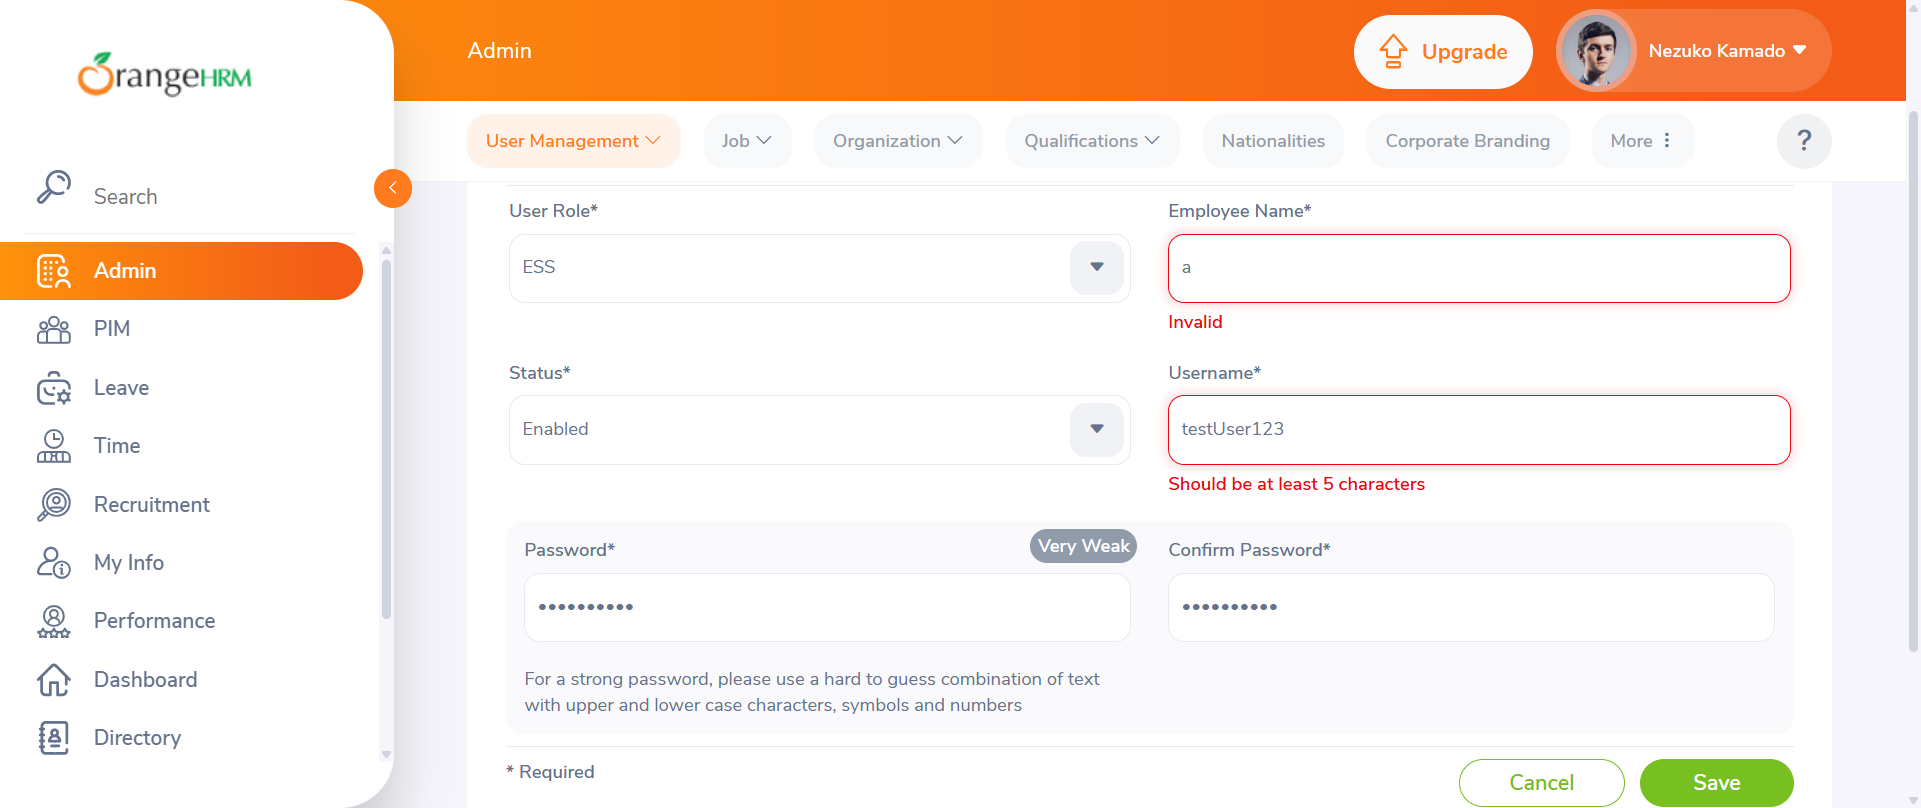 OrangeHRM
Admin
Upgrade
Nezuko Kamado
User Management
Job
Organization
Qualifications
Nationalities
Corporate Branding
More
?
Search
Admin
PIM
Leave
Time
Recruitment
My Info
Performance
Dashboard
Directory
User Role*
Employee Name*
ESS
a
Invalid
Status*
Username*
Enabled
testUser123
Should be at least 5 characters
Password*
Very Weak
Confirm Password*
••••••••••
••••••••••
For a strong password, please use a hard to guess combination of text
with upper and lower case characters, symbols and numbers
* Required
Cancel
Save